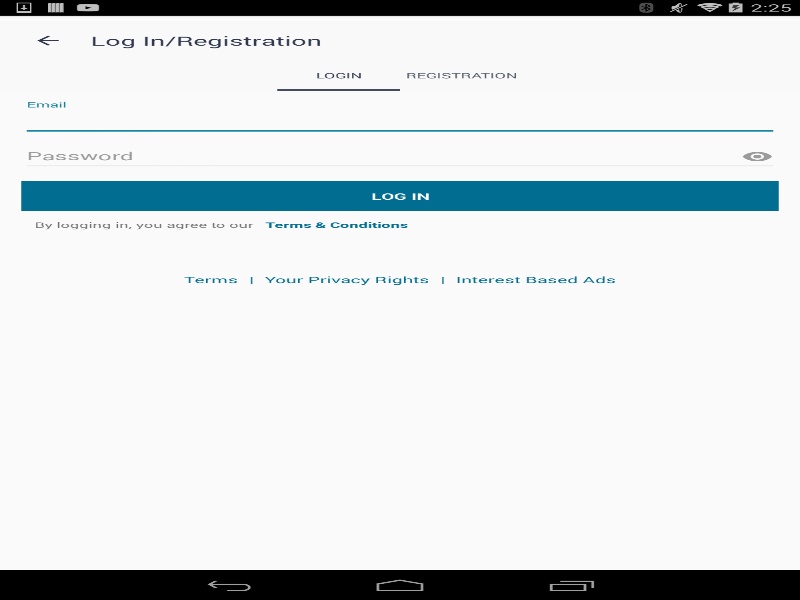 2:25
Log In/Registration
LOGIN REGISTRATION
Email
Password
LOG IN
By logging in, you agree to our Terms & Conditions
Terms | Your Privacy Rights | Interest Based Ads